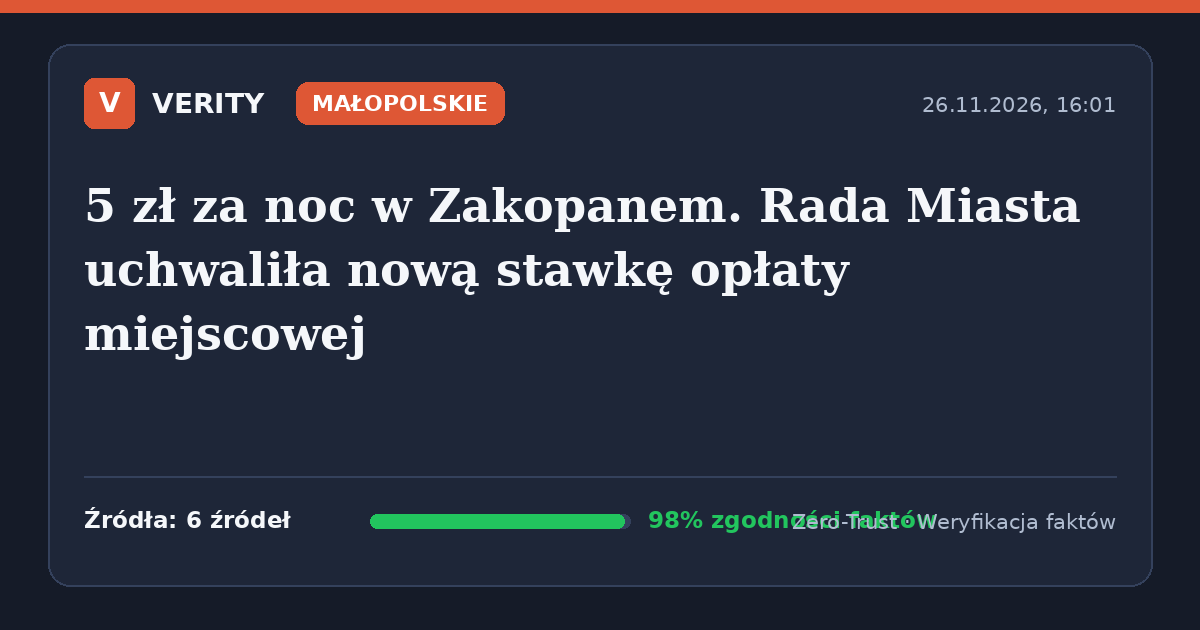 V VERITY MAŁOPOLSKIE 26.11.2026, 16:01
5 zł za noc w Zakopanem. Rada Miasta
uchwaliła nową stawkę opłaty
miejscowej
Źródła: 6 źródeł 98% zgodności faktów Zero-Trust · Weryfikacja faktów